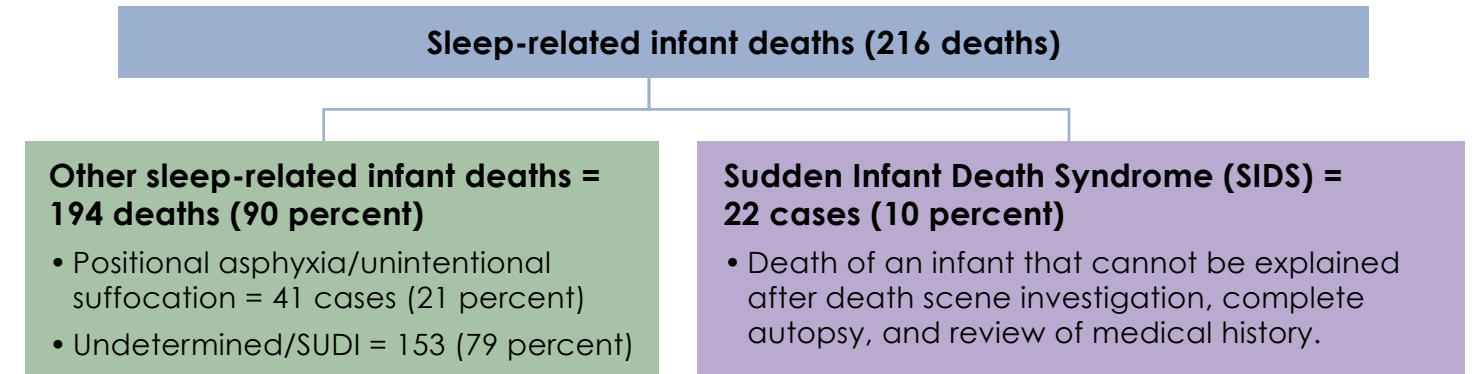 Sleep-related infant deaths (216 deaths)
Other sleep-related infant deaths =
194 deaths (90 percent)
• Positional asphyxia/unintentional
suffocation = 41 cases (21 percent)
• Undetermined/SUDI = 153 (79 percent)
Sudden Infant Death Syndrome (SIDS) =
22 cases (10 percent)
• Death of an infant that cannot be explained
after death scene investigation, complete
autopsy, and review of medical history.